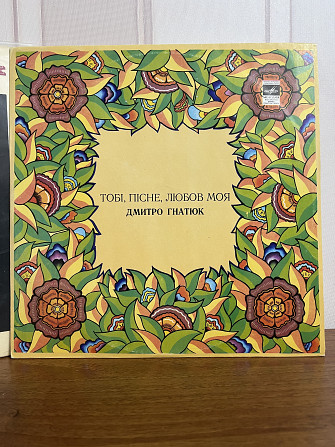 ТОБІ, ПІСНЕ, ЛЮБОВ МОЯ
ДМИТРО ГНАТЮК